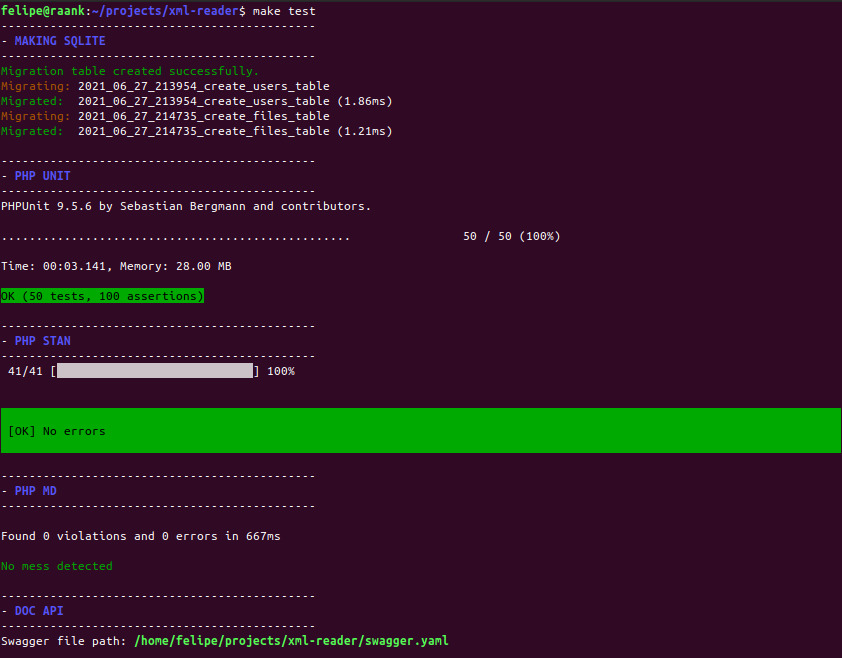 felipe@raank:~/projects/xml-reader$ make test
---------------------------------------------
- MAKING SQLITE
---------------------------------------------
Migration table created successfully.
Migrating: 2021_06_27_213954_create_users_table
Migrated:  2021_06_27_213954_create_users_table (1.86ms)
Migrating: 2021_06_27_214735_create_files_table
Migrated:  2021_06_27_214735_create_files_table (1.21ms)
---------------------------------------------
- PHP UNIT
---------------------------------------------
PHPUnit 9.5.6 by Sebastian Bergmann and contributors.
..................................................                50 / 50 (100%)
Time: 00:03.141, Memory: 28.00 MB
OK (50 tests, 100 assertions)
---------------------------------------------
- PHP STAN
---------------------------------------------
 41/41 [                            ] 100%
[OK] No errors
---------------------------------------------
- PHP MD
---------------------------------------------
Found 0 violations and 0 errors in 667ms
No mess detected
---------------------------------------------
- DOC API
---------------------------------------------
Swagger file path: /home/felipe/projects/xml-reader/swagger.yaml